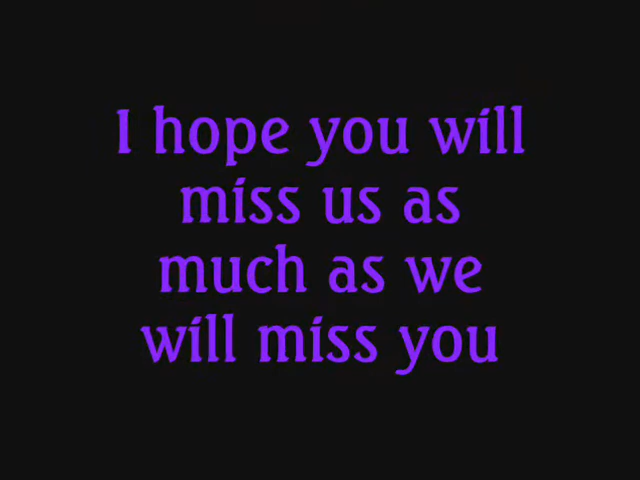 I hope you will
miss us as
much as we
will miss you